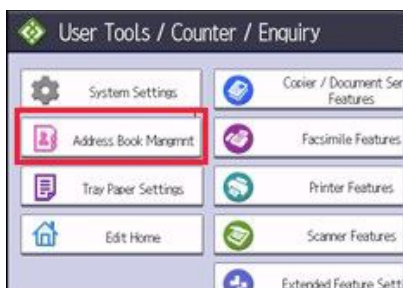 User Tools / Counter / Enquiry
System Settings
Copier / Document Ser
Features
Address Book Mangmnt
Facsimile Features
Tray Paper Settings
Printer Features
Edit Home
Scanner Features
Extended Feature Setti